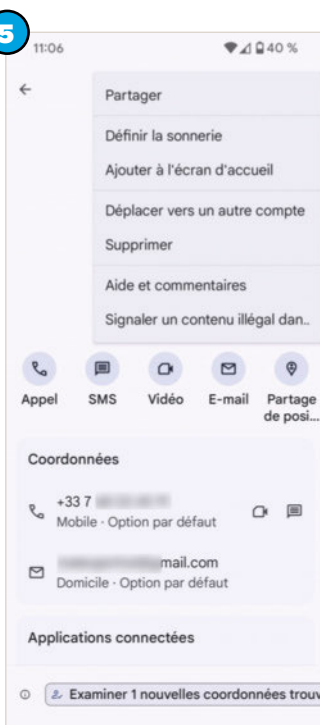 5
11:06
40 %
Partager
Définir la sonnerie
Ajouter à l'écran d'accueil
Déplacer vers un autre compte
Supprimer
Aide et commentaires
Signaler un contenu illégal dan..
Appel SMS Vidéo E-mail Partage
de posi...
Coordonnées
+33 7
Mobile · Option par défaut
mail.com
Domicile · Option par défaut
Applications connectées
Examiner 1 nouvelles coordonnées trouv